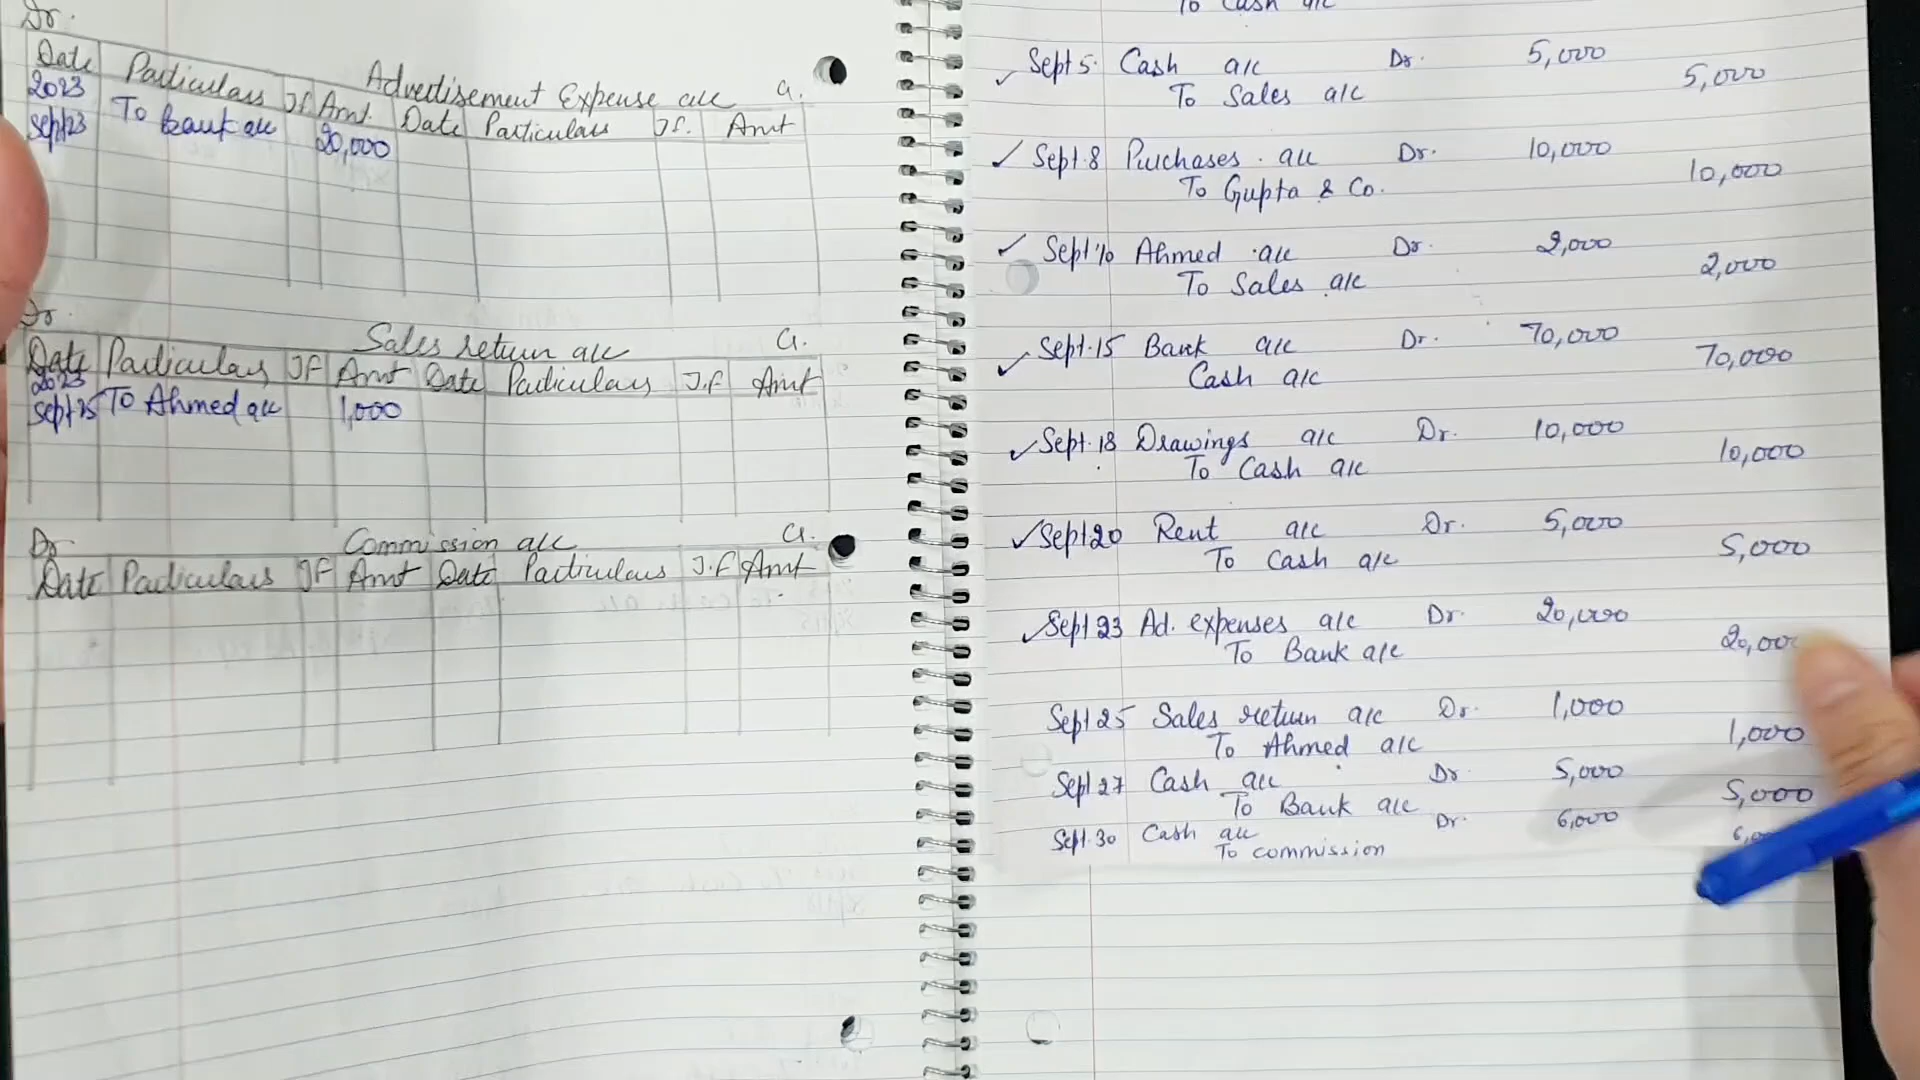 Dr.
Advertisement Expense a/c Cr.
Date Particulars J.F. Amt. Date Particulars J.F. Amt
2023
Sept 23 To Bank a/c 20,000
Dr.
Sales return a/c Cr.
Date Particulars J.F Amt Date Particulars J.F Amt
2023
Sept 25 To Ahmed a/c 1,000
Dr.
Commission a/c Cr.
Date Particulars J.F Amt Date Particulars J.F Amt
To Cash a/c
Sept 5. Cash a/c Dr. 5,000
To Sales a/c 5,000
Sept.8 Purchases a/c Dr. 10,000
To Gupta & Co. 10,000
Sept 10 Ahmed a/c Dr. 2,000
To Sales a/c 2,000
Sept.15 Bank a/c Dr. 70,000
Cash a/c 70,000
Sept.18 Drawings a/c Dr. 10,000
To Cash a/c 10,000
Sept 20 Rent a/c Dr. 5,000
To Cash a/c 5,000
Sept 23 Ad. expenses a/c Dr. 20,000
To Bank a/c 20,000
Sept 25 Sales return a/c Dr. 1,000
To Ahmed a/c 1,000
Sept 27 Cash a/c Dr 5,000
To Bank a/c 5,000
Sept.30 Cash a/c Dr. 6,000
To commission